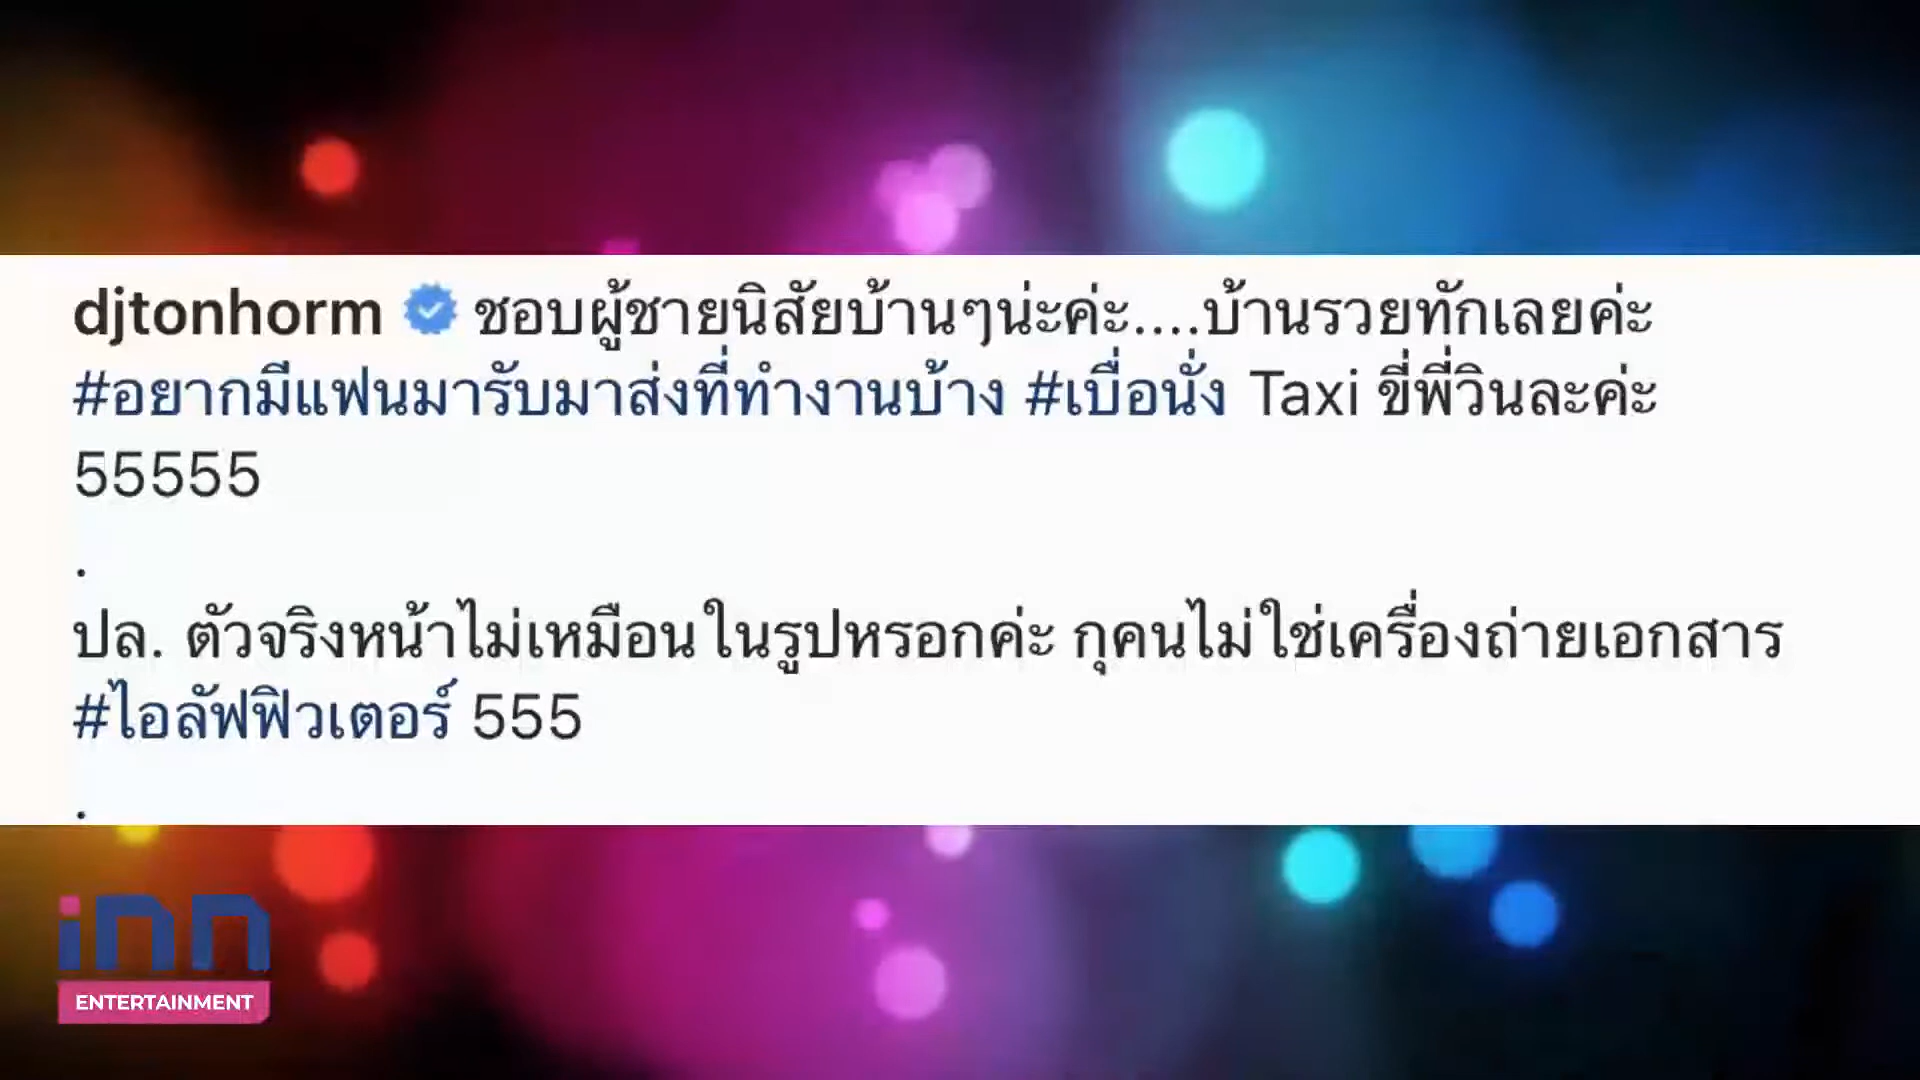 djtonhorm ชอบผู้ชายนิสัยบ้านๆน่ะค่ะ....บ้านรวยทักเลยค่ะ
#อยากมีแฟนมารับมาส่งที่ทำงานบ้าง #เบื่อนั่ง Taxi ขี่พี่วินละค่ะ
55555
.
ปล. ตัวจริงหน้าไม่เหมือนในรูปหรอกค่ะ กุคนไม่ใช่เครื่องถ่ายเอกสาร
#ไอลัฟฟิวเตอร์ 555
.
inn
ENTERTAINMENT